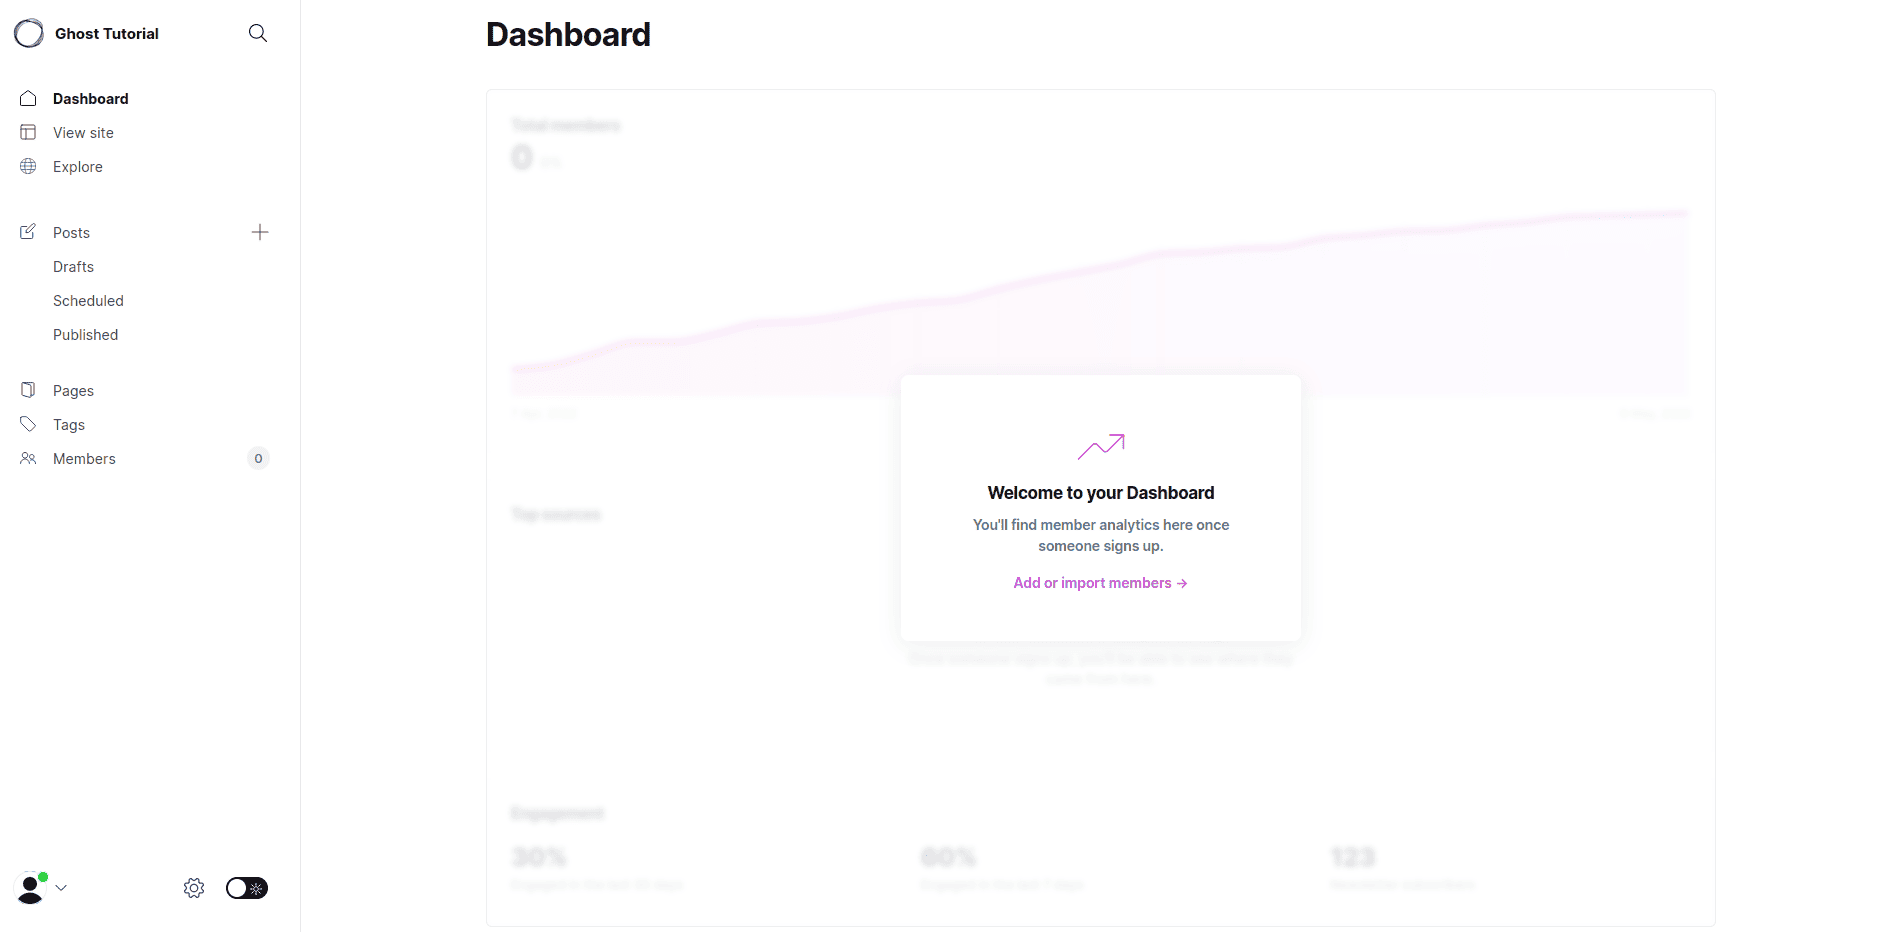 Ghost Tutorial
Dashboard
View site
Explore
Posts
Drafts
Scheduled
Published
Pages
Tags
Members
0
Dashboard
Total members
0
Welcome to your Dashboard
You'll find member analytics here once
someone signs up.
Add or import members →
Top sources
Engagement
30%
60%
123